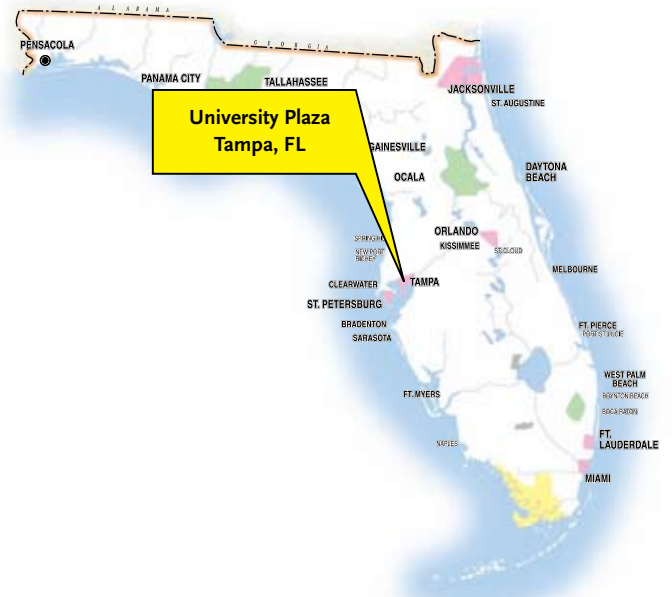 ALABAMA
GEORGIA
PENSACOLA
PANAMA CITY
TALLAHASSEE
JACKSONVILLE
ST. AUGUSTINE
University Plaza
Tampa, FL
GAINESVILLE
OCALA
DAYTONA
BEACH
ORLANDO
KISSIMMEE
ST. CLOUD
NEW PORT
RICHEY
MELBOURNE
CLEARWATER
TAMPA
ST. PETERSBURG
BRADENTON
SARASOTA
FT. PIERCE
PORT ST. LUCIE
WEST PALM
BEACH
BOYNTON BEACH
BOCA RATON
FT. MYERS
NAPLES
FT.
LAUDERDALE
MIAMI